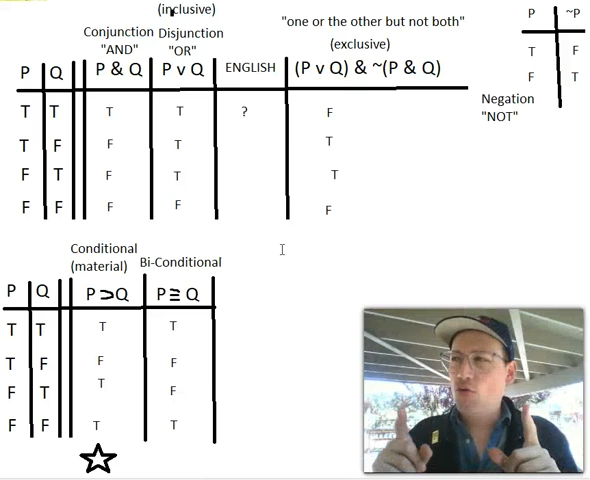 (inclusive)
Conjunction Disjunction "one or the other but not both"
"AND" "OR" (exclusive)
P Q P & Q P v Q ENGLISH (P v Q) & ~(P & Q)
T T T T ? F
T F F T T
F T F T T
F F F F F
P ~P
T F
F T
Negation
"NOT"
Conditional
(material) Bi-Conditional
P Q P ⊃ Q P ≡ Q
T T T T
T F F F
F T T F
F F T T